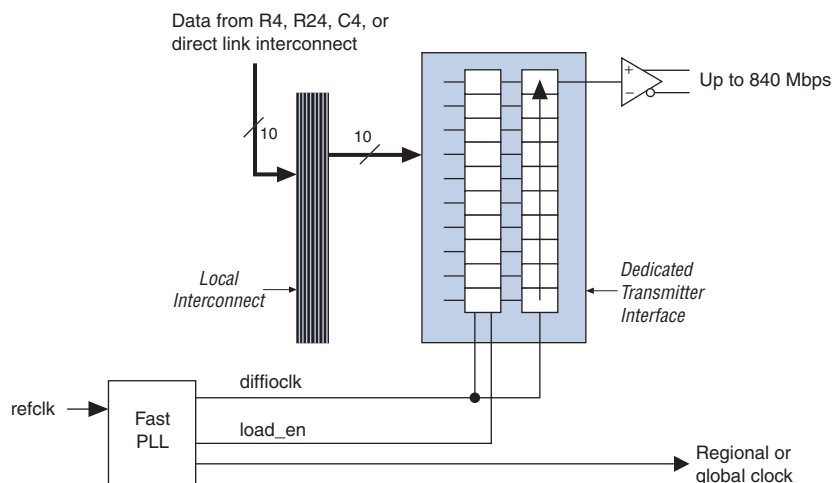 Data from R4, R24, C4, or
direct link interconnect
+
–
Up to 840 Mbps
10
10
Local
Interconnect
Dedicated
Transmitter
Interface
diffioclk
refclk
Fast
PLL
load_en
Regional or
global clock